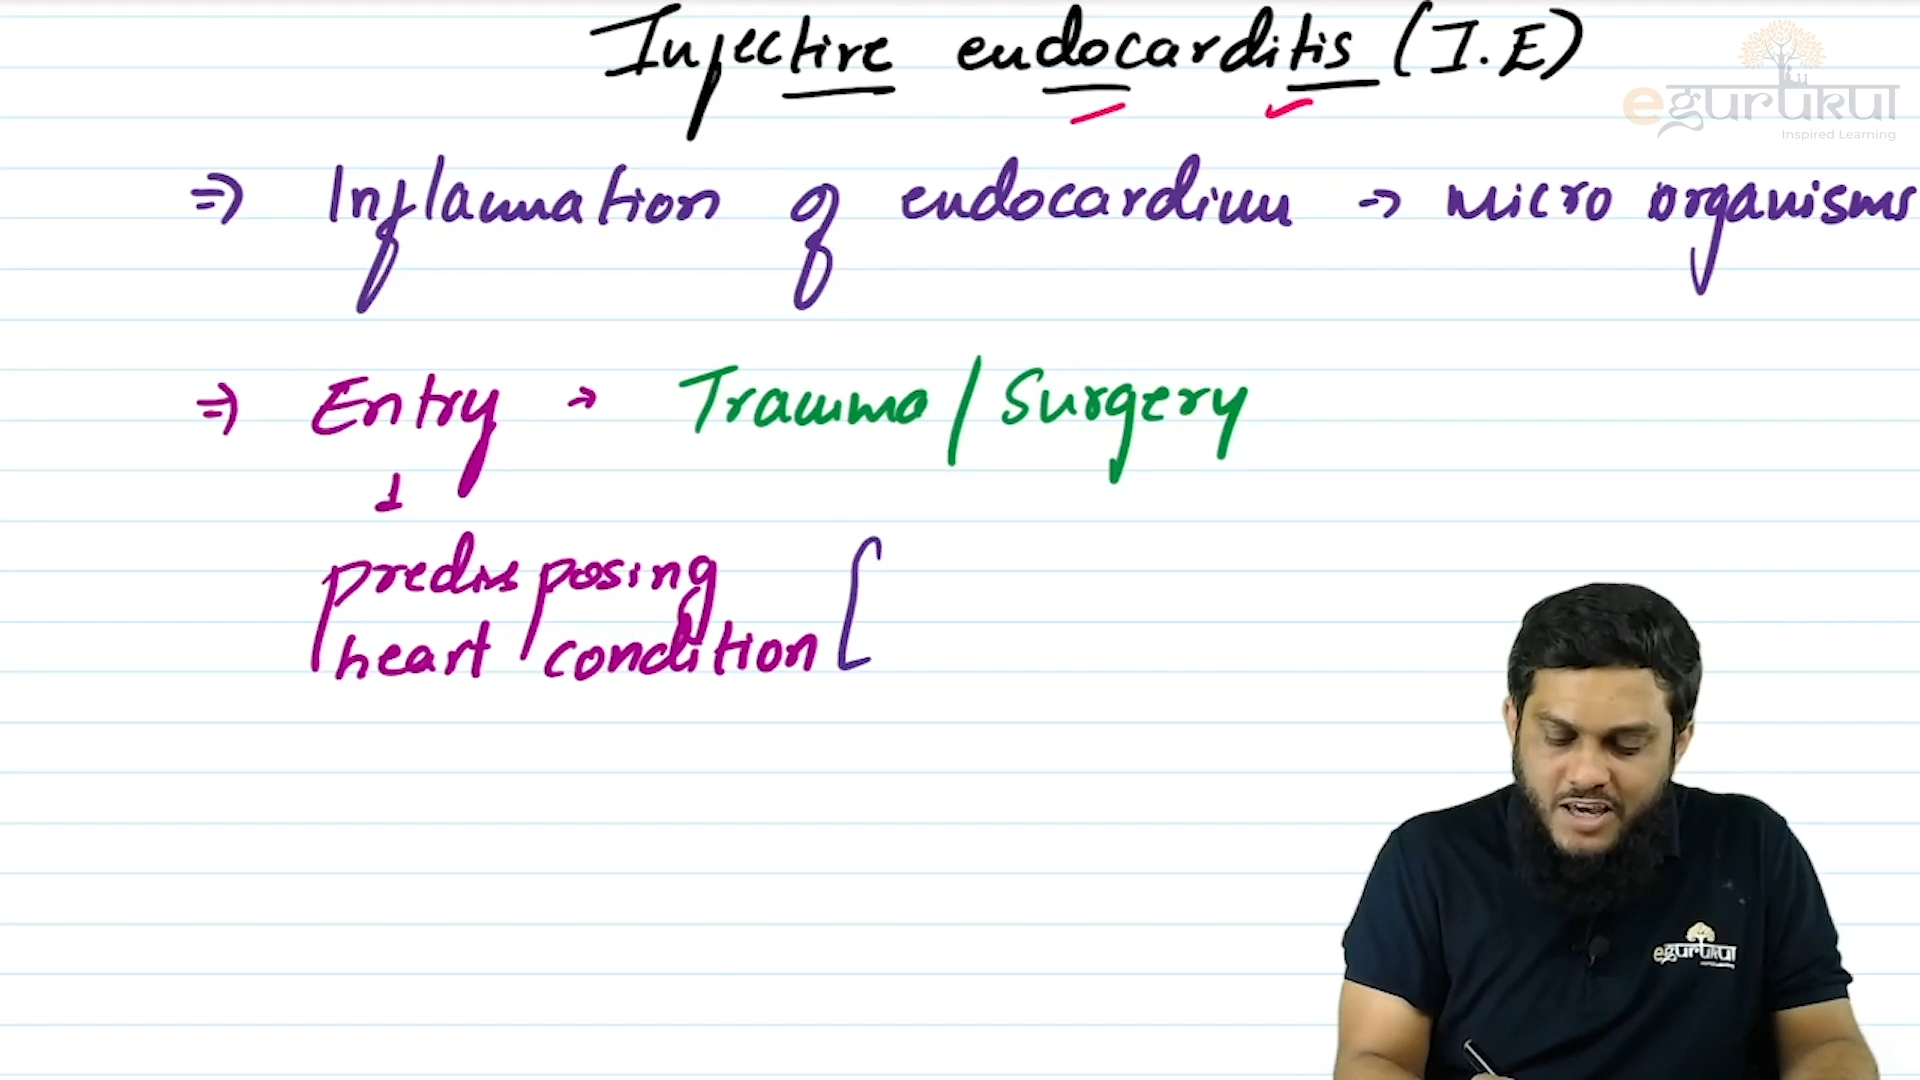 Infective endocarditis (I.E)
egurukul
Inspired Learning
⇒ Inflammation of endocardium → micro organisms
⇒ Entry → Trauma / Surgery
↓
predisposing
heart condition {
egurukul